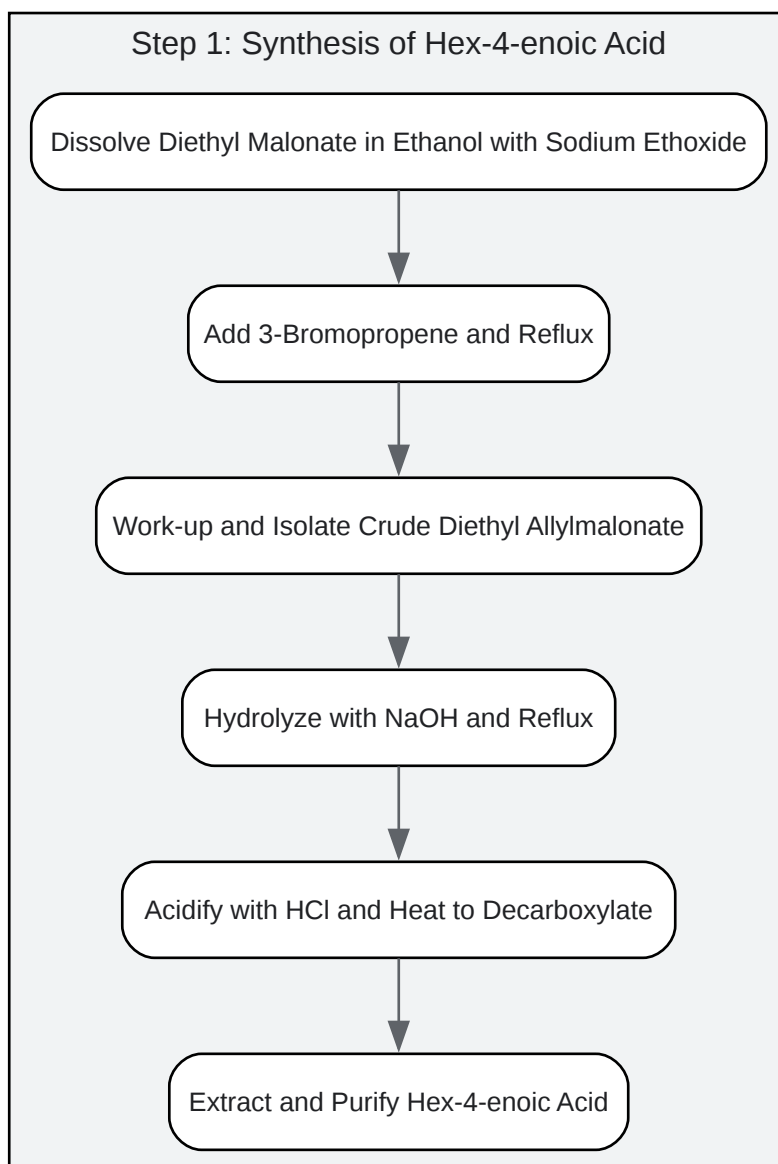 Step 1: Synthesis of Hex-4-enoic Acid
Dissolve Diethyl Malonate in Ethanol with Sodium Ethoxide
Add 3-Bromopropene and Reflux
Work-up and Isolate Crude Diethyl Allylmalonate
Hydrolyze with NaOH and Reflux
Acidify with HCl and Heat to Decarboxylate
Extract and Purify Hex-4-enoic Acid